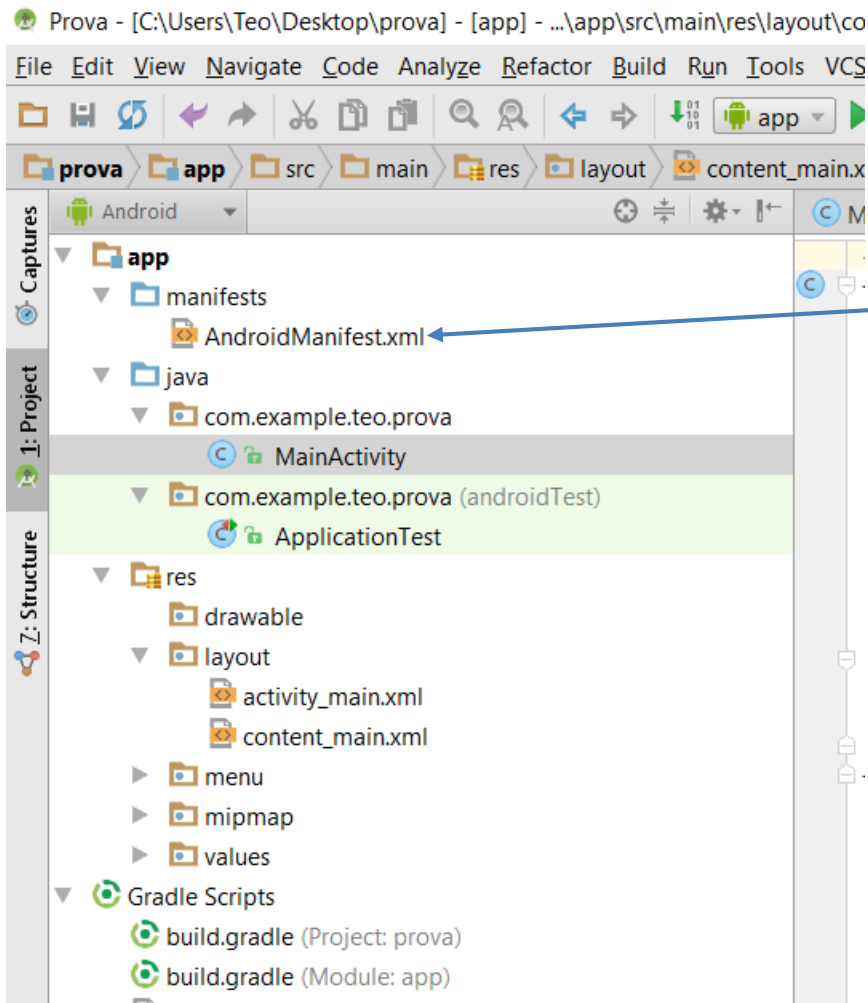 Prova - [C:\Users\Teo\Desktop\prova] - [app] - ...\app\src\main\res\layout\co
File Edit View Navigate Code Analyze Refactor Build Run Tools VCS
app
prova app src main res layout content_main.x
Captures
1: Project
7: Structure
Android
M
app
manifests
AndroidManifest.xml
java
com.example.teo.prova
MainActivity
com.example.teo.prova (androidTest)
ApplicationTest
res
drawable
layout
activity_main.xml
content_main.xml
menu
mipmap
values
Gradle Scripts
build.gradle (Project: prova)
build.gradle (Module: app)